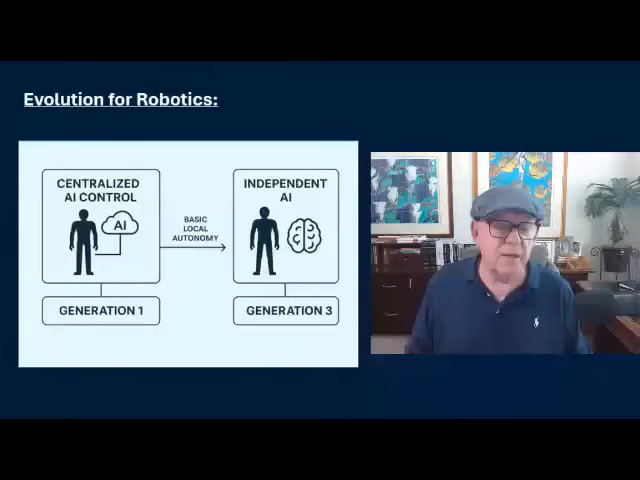 Evolution for Robotics:
CENTRALIZED
AI CONTROL
AI
GENERATION 1
BASIC
LOCAL
AUTONOMY
INDEPENDENT
AI
GENERATION 3